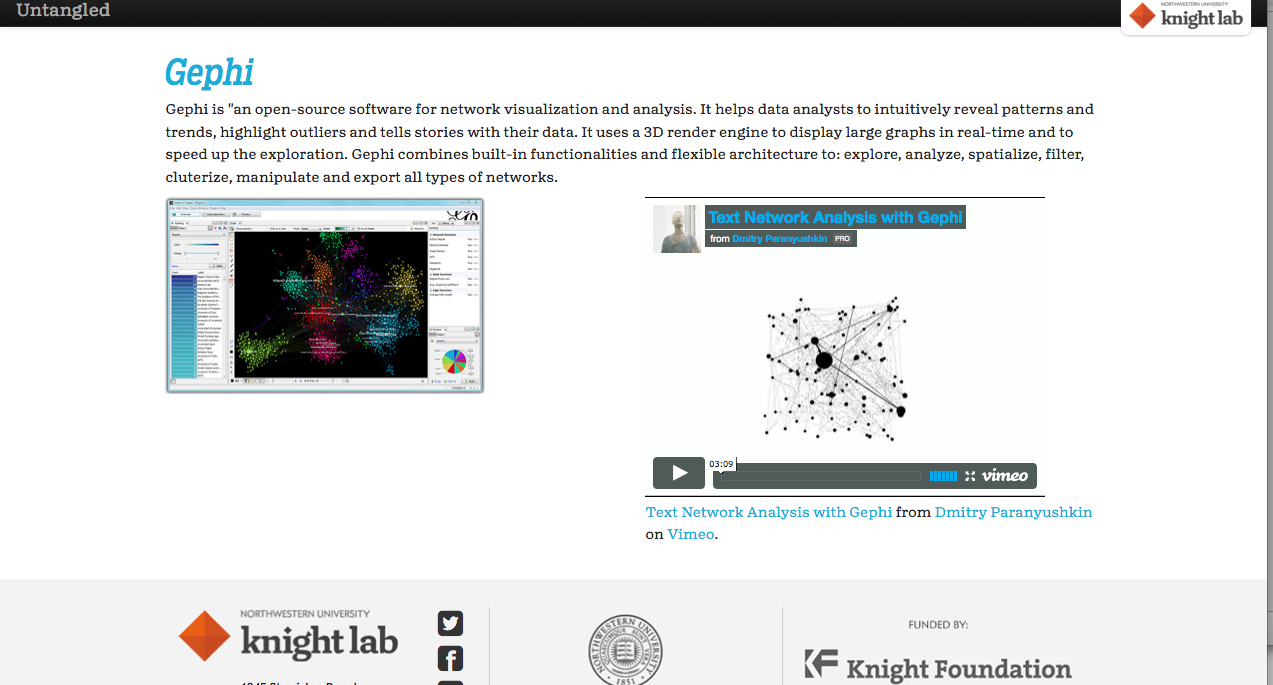 Untangled
NORTHWESTERN UNIVERSITY
knight lab
Gephi
Gephi is "an open-source software for network visualization and analysis. It helps data analysts to intuitively reveal patterns and
trends, highlight outliers and tells stories with their data. It uses a 3D render engine to display large graphs in real-time and to
speed up the exploration. Gephi combines built-in functionalities and flexible architecture to: explore, analyze, spatialize, filter,
cluterize, manipulate and export all types of networks.
Text Network Analysis with Gephi
from Dmitry Paranyushkin PRO
03:09
vimeo
Text Network Analysis with Gephi from Dmitry Paranyushkin
on Vimeo.
NORTHWESTERN UNIVERSITY
knight lab
NORTHWESTERN UNIVERSITY
1851
FUNDED BY:
Knight Foundation